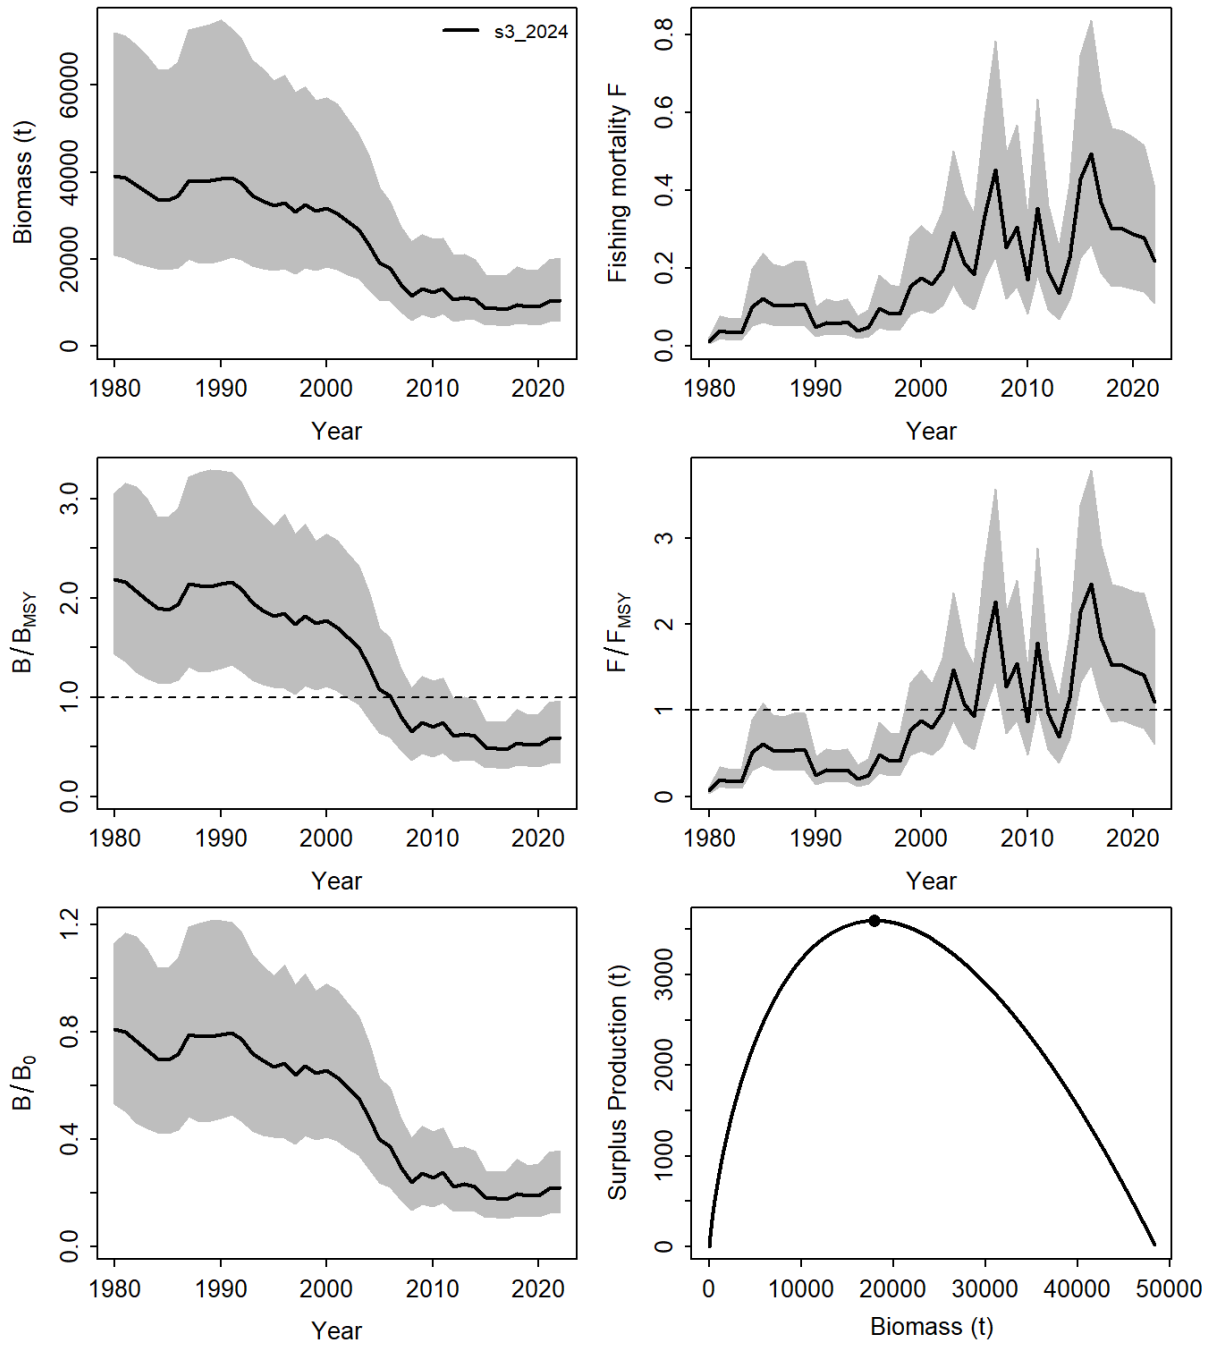 s3_2024
Biomass (t)
0
20000
40000
60000
1980 1990 2000 2010 2020
Year
Fishing mortality F
0.0
0.2
0.4
0.6
0.8
1980 1990 2000 2010 2020
Year
B/BMSY
0.0
1.0
2.0
3.0
1980 1990 2000 2010 2020
Year
F/FMSY
0
1
2
3
1980 1990 2000 2010 2020
Year
B/B0
0.0
0.4
0.8
1.2
1980 1990 2000 2010 2020
Year
Surplus Production (t)
0
1000
2000
3000
0 10000 20000 30000 40000 50000
Biomass (t)